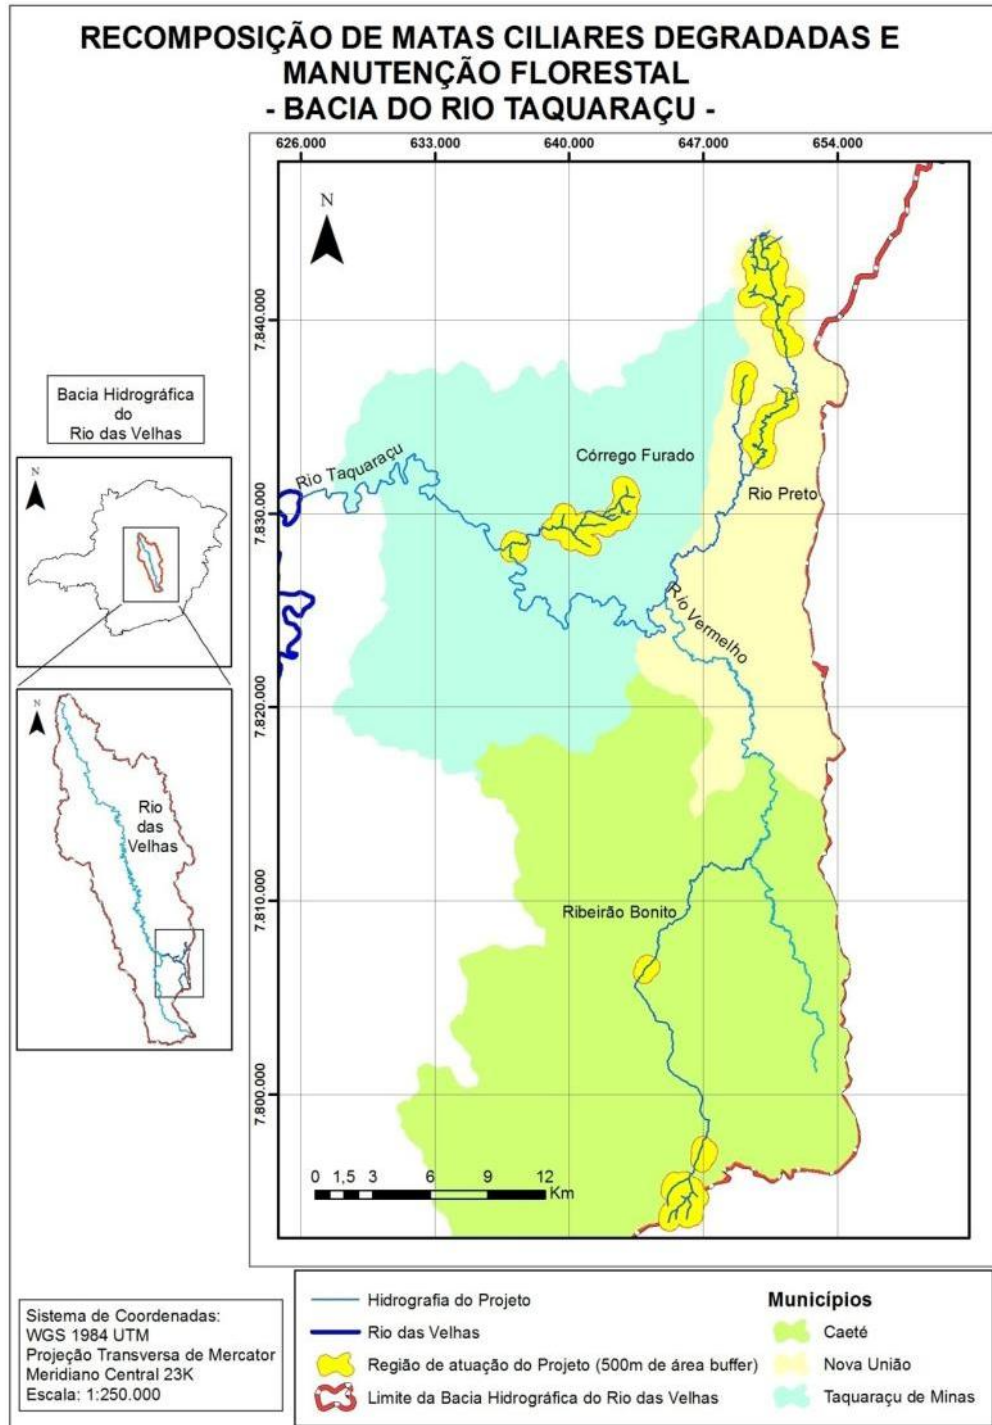 RECOMPOSIÇÃO DE MATAS CILIARES DEGRADADAS E
MANUTENÇÃO FLORESTAL
- BACIA DO RIO TAQUARAÇU -
626.000
633.000
640.000
647.000
654.000
N
7.840.000
7.830.000
7.820.000
7.810.000
7.800.000
Rio Taquaraçu
Córrego Furado
Rio Preto
Rio Vermelho
Ribeirão Bonito
0 1,5 3 6 9 12
Km
Bacia Hidrográfica
do
Rio das Velhas
N
N
Rio
das
Velhas
Sistema de Coordenadas:
WGS 1984 UTM
Projeção Transversa de Mercator
Meridiano Central 23K
Escala: 1:250.000
Hidrografia do Projeto
Rio das Velhas
Região de atuação do Projeto (500m de área buffer)
Limite da Bacia Hidrográfica do Rio das Velhas
Municípios
Caeté
Nova União
Taquaraçu de Minas